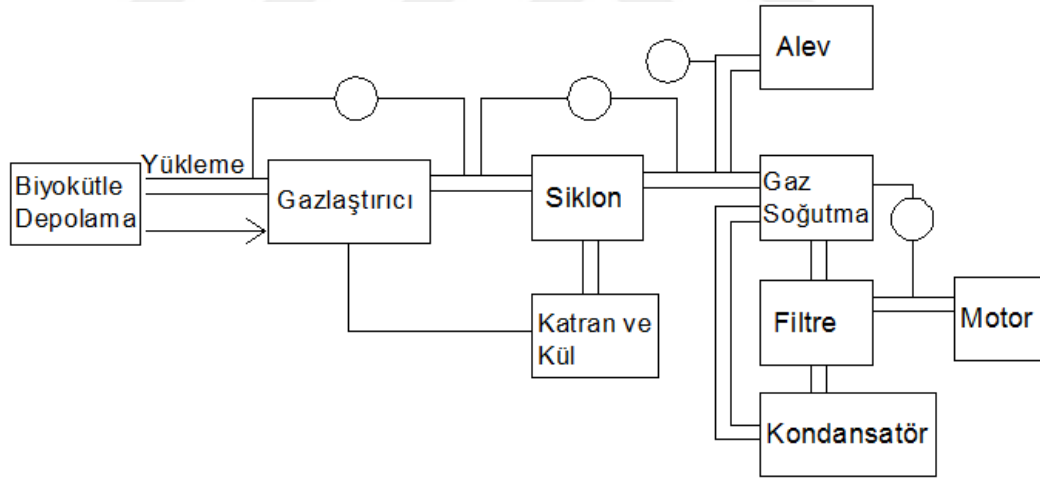 Alev
Yükleme
Biyokütle
Depolama
Gazlaştırıcı
Siklon
Gaz
Soğutma
Katran ve
Kül
Filtre
Motor
Kondansatör